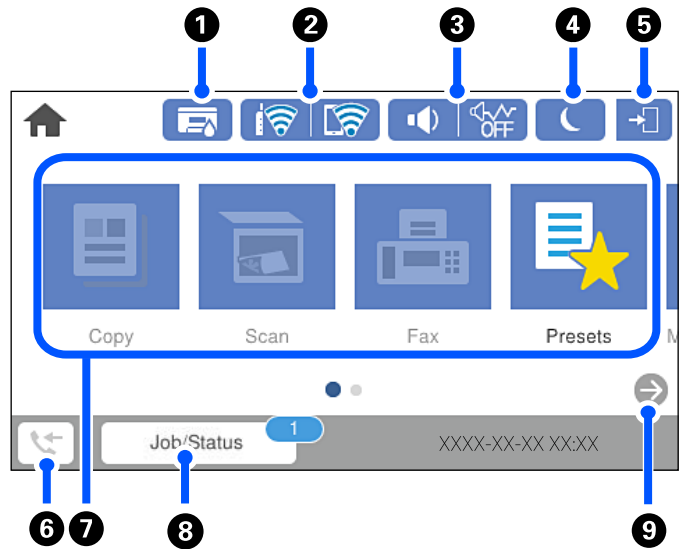 1 2 3 4 5
OFF
Copy Scan Fax Presets
Job/Status 1 XXXX-XX-XX XX:XX
6 7 8 9